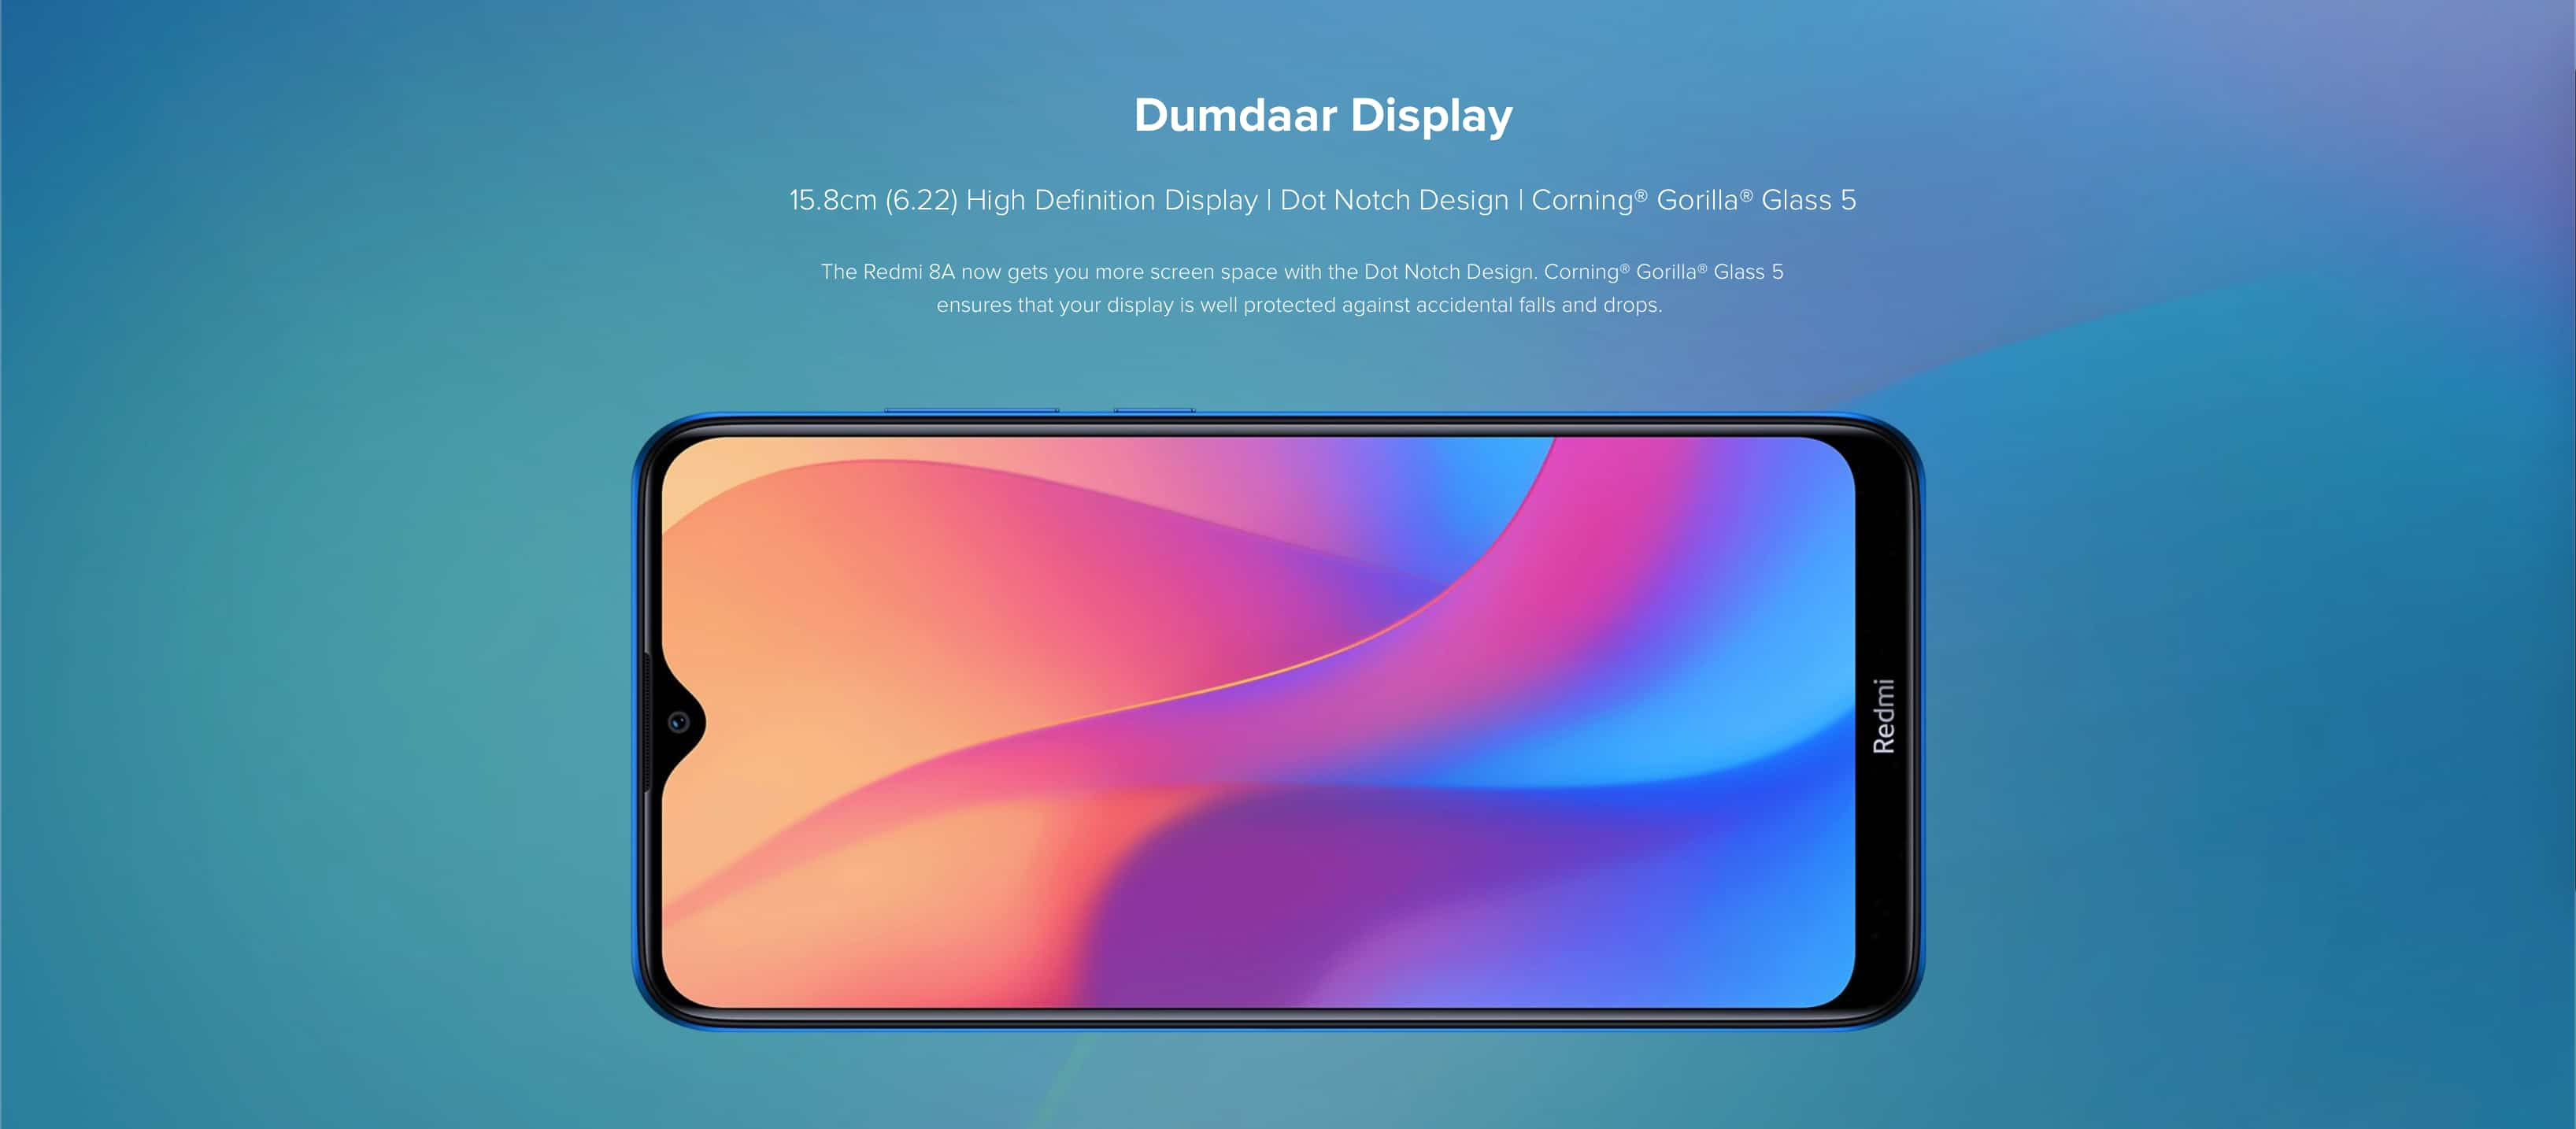 Dumdaar Display
15.8cm (6.22) High Definition Display | Dot Notch Design | Corning® Gorilla® Glass 5
The Redmi 8A now gets you more screen space with the Dot Notch Design. Corning® Gorilla® Glass 5
ensures that your display is well protected against accidental falls and drops.
Redmi